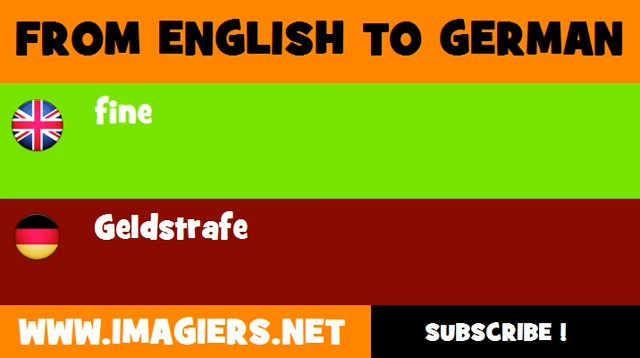 FROM ENGLISH TO GERMAN
fine
Geldstrafe
WWW.IMAGIERS.NET
SUBSCRIBE !